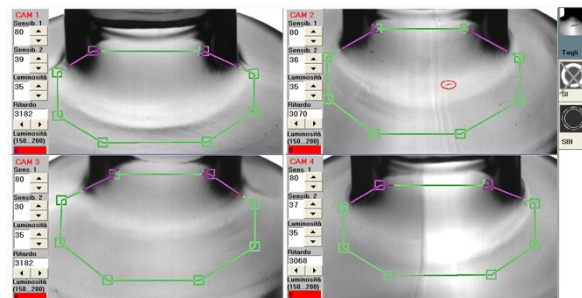 CAM 1
Sensib. 1
80
Sensib. 2
39
Luminosità
35
Ritardo
3182
Luminosità
(150...200)
CAM 2
Sensib. 1
80
Sensib. 2
36
Luminosità
35
Ritardo
3070
Luminosità
(150...200)
CAM 3
Sens. 1
80
Sensib. 2
30
Luminosità
35
Ritardo
3182
Luminosità
(150...200)
CAM 4
Sens. 1
80
Sensib. 2
37
Luminosità
35
Ritardo
3068
Luminosità
(150...200)
Tagli
SI
SBI